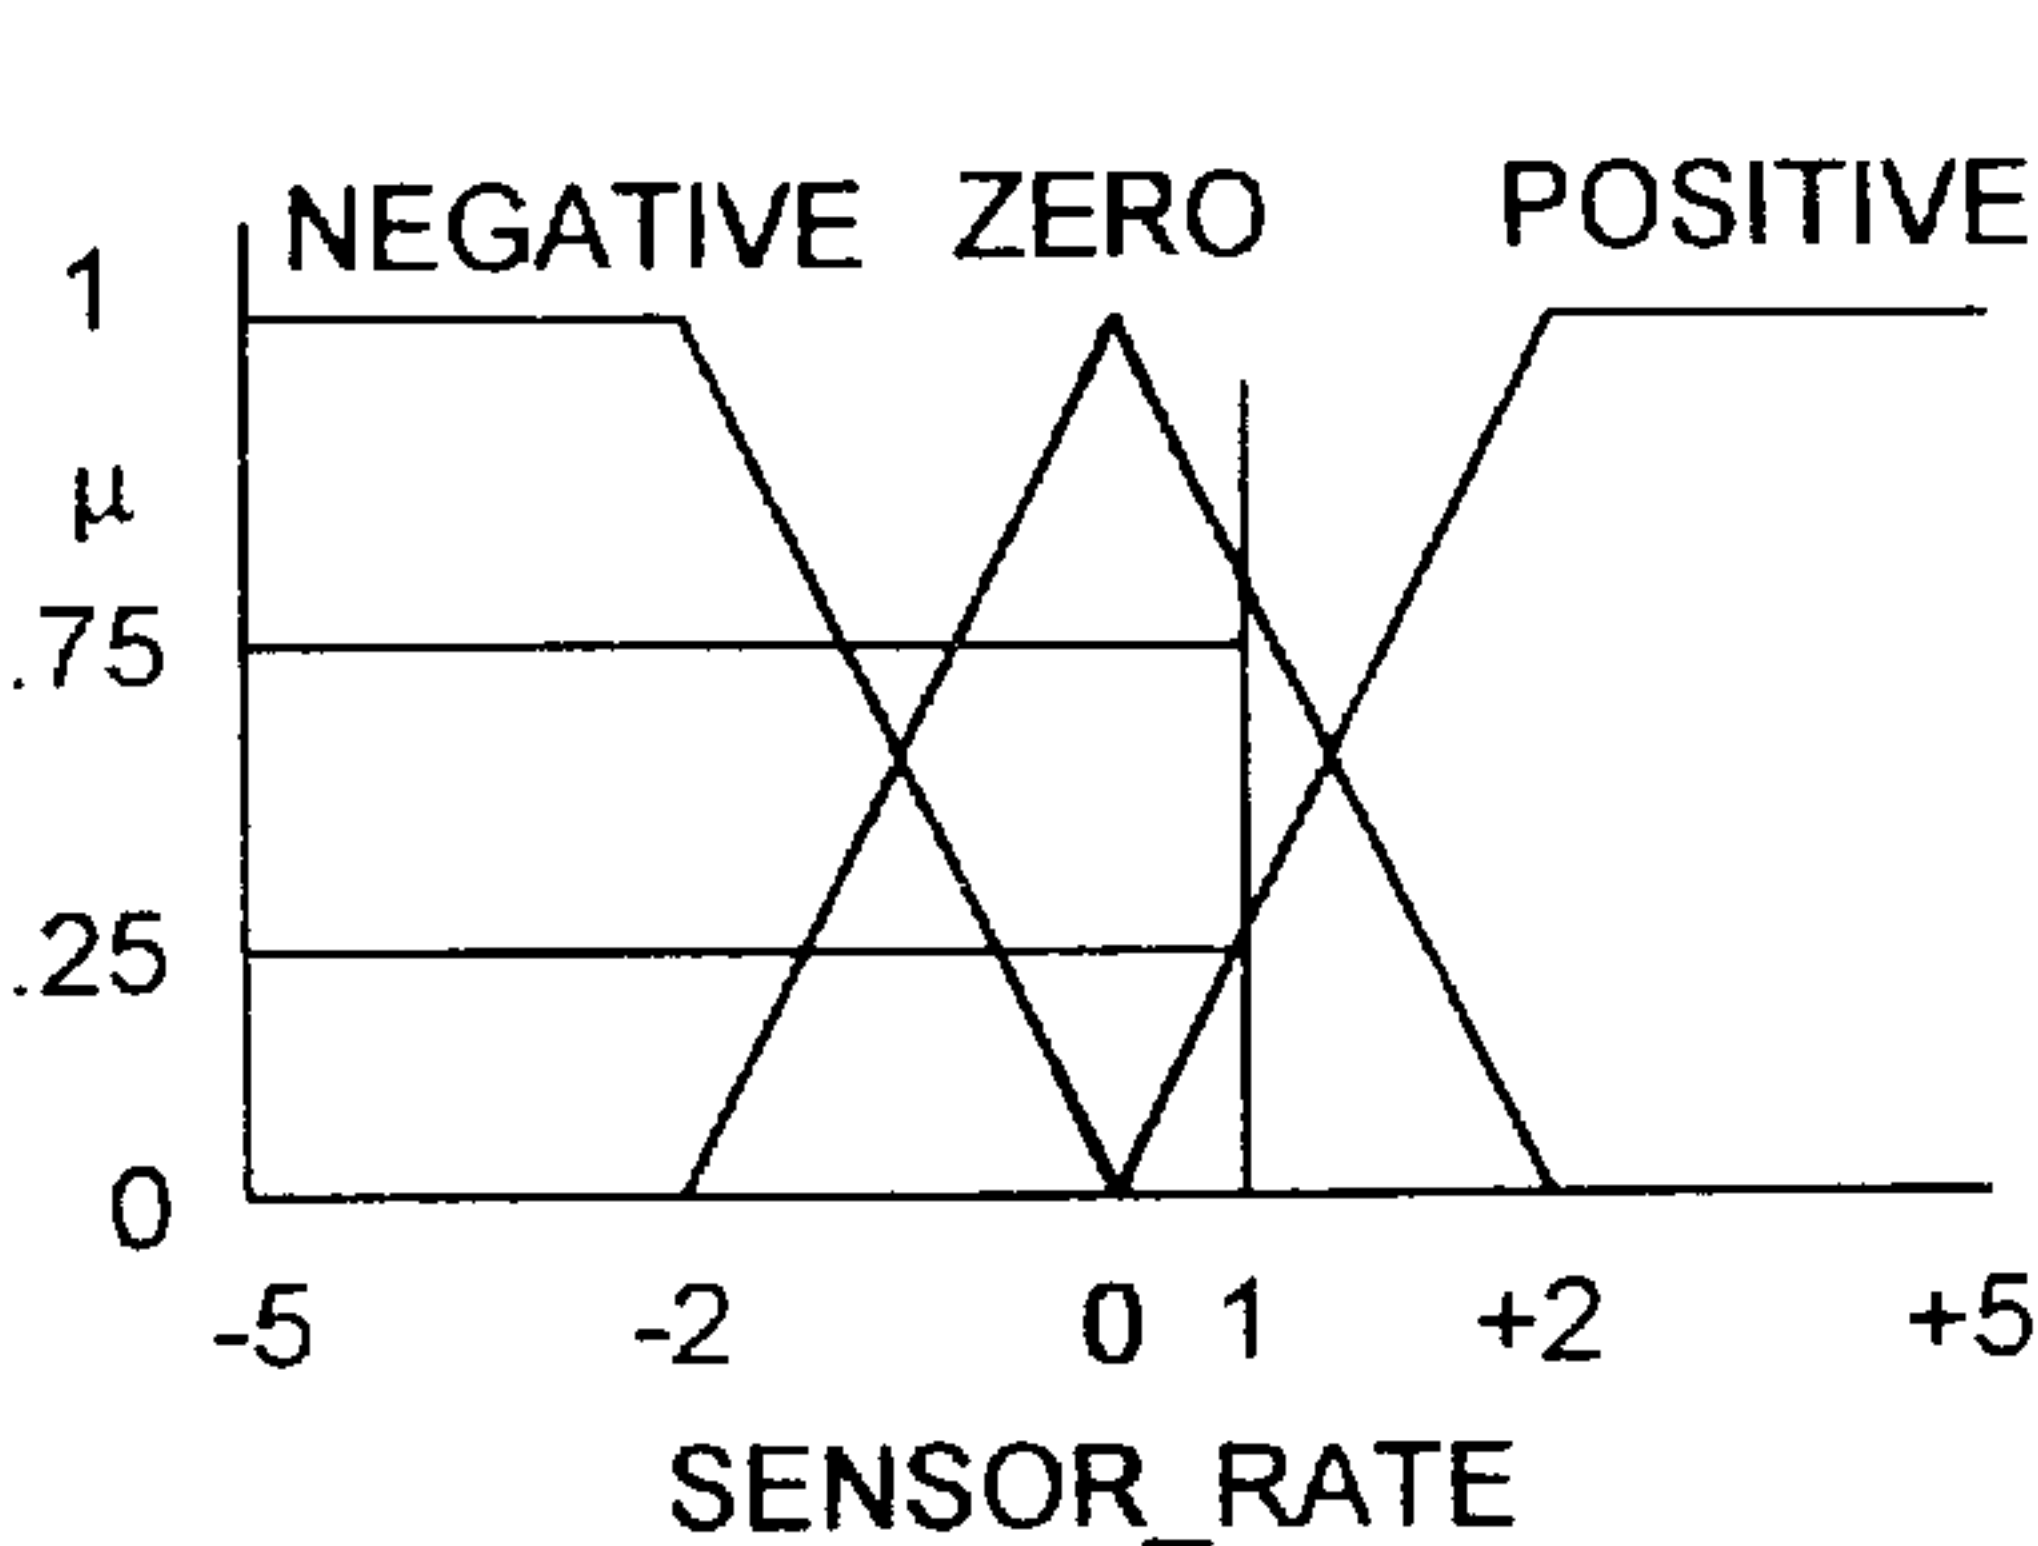 NEGATIVE ZERO POSITIVE
1
μ
.75
.25
0
-5 -2 0 1 +2 +5
SENSOR_RATE